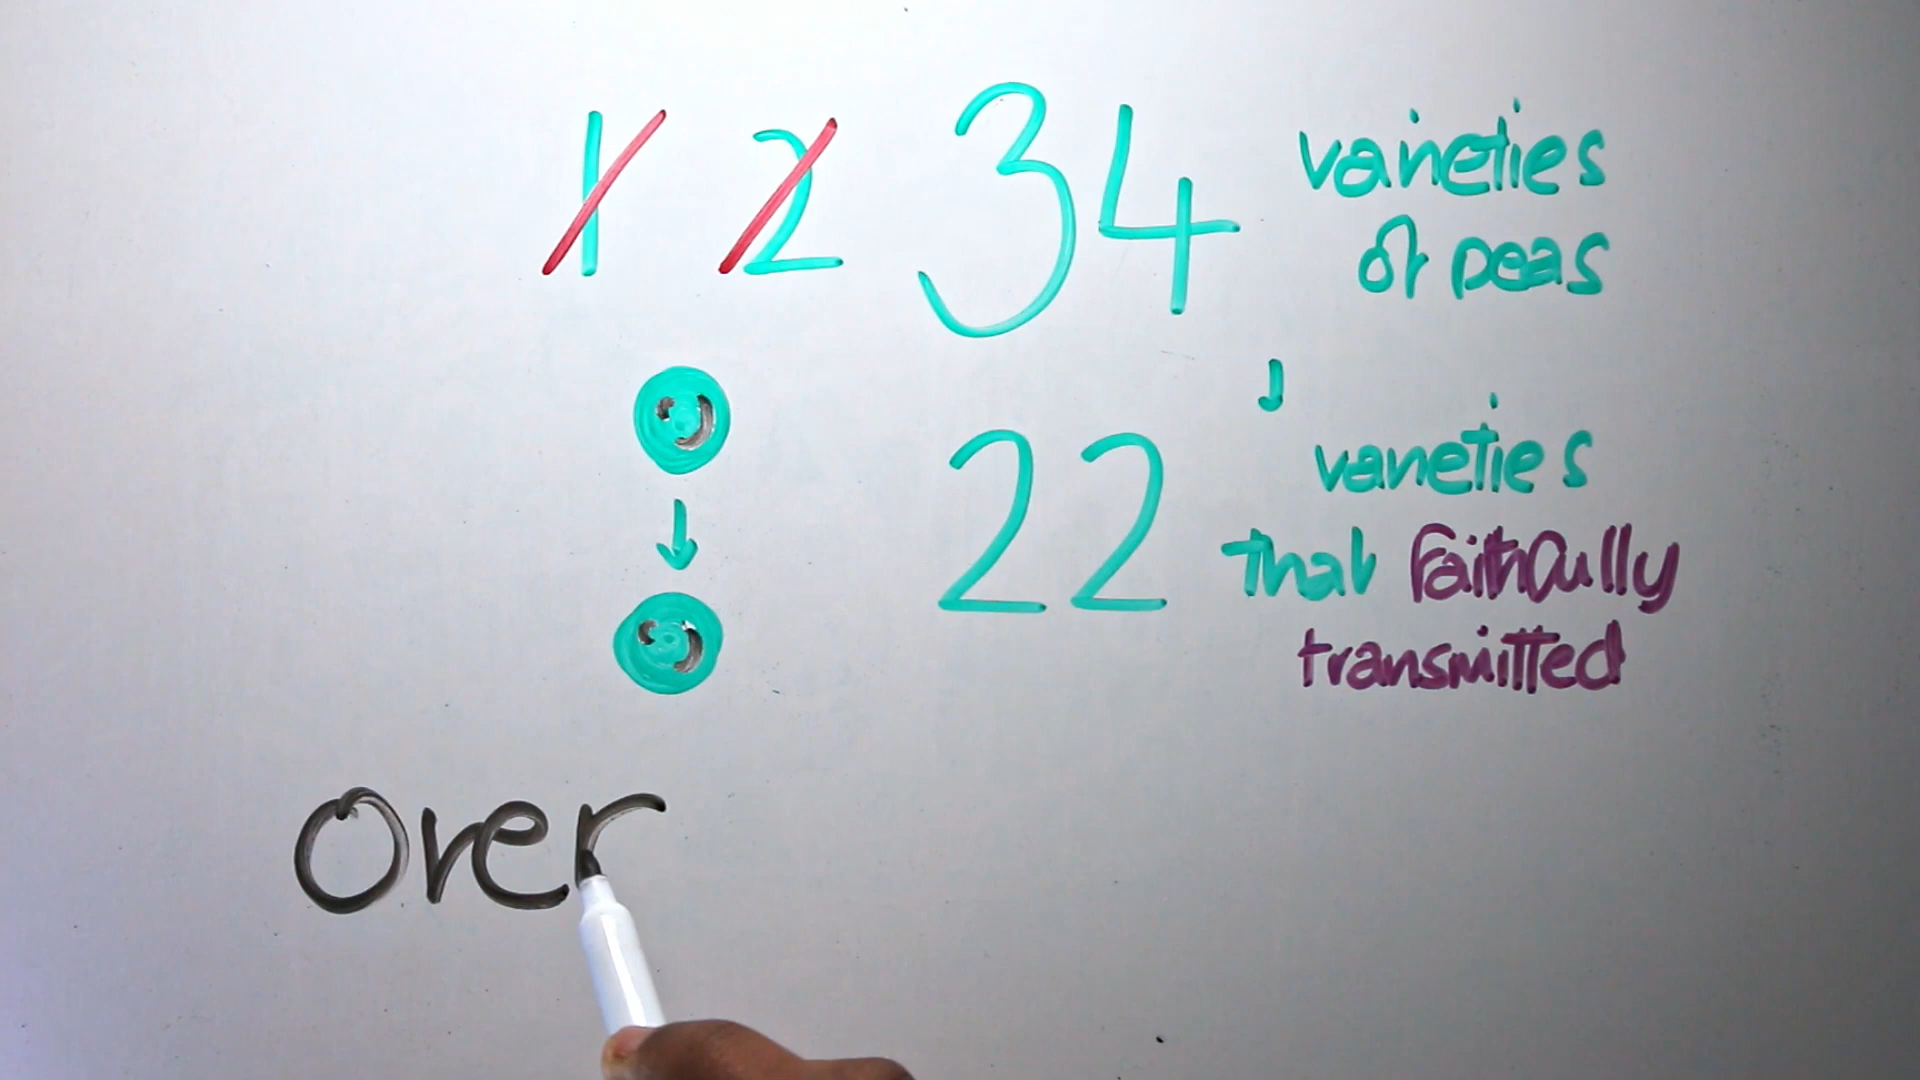 1 2 34 varieties
of peas
22 varieties
that faithfully
transmitted
over